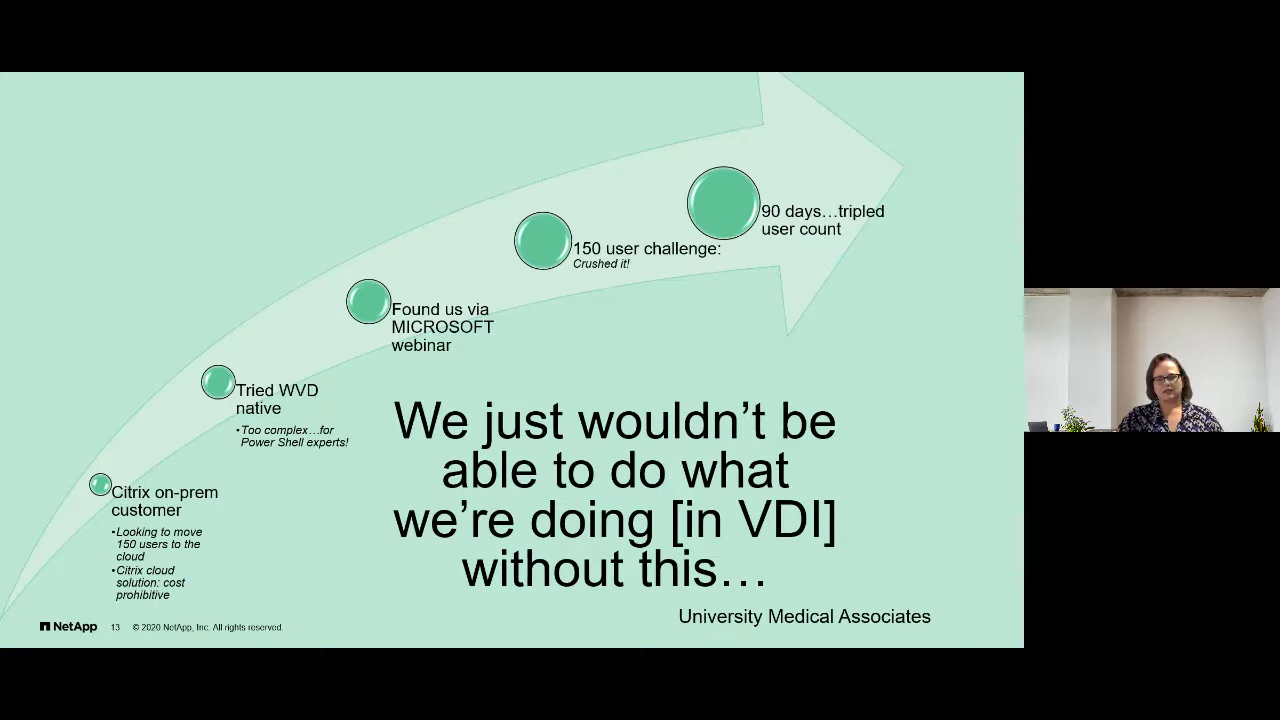 90 days…tripled
user count
150 user challenge:
Crushed it!
Found us via
MICROSOFT
webinar
Tried WVD
native
•Too complex…for
Power Shell experts!
Citrix on-prem
customer
•Looking to move
150 users to the
cloud
•Citrix cloud
solution: cost
prohibitive
We just wouldn’t be
able to do what
we’re doing [in VDI]
without this…
University Medical Associates
NetApp 13 © 2020 NetApp, Inc. All rights reserved.